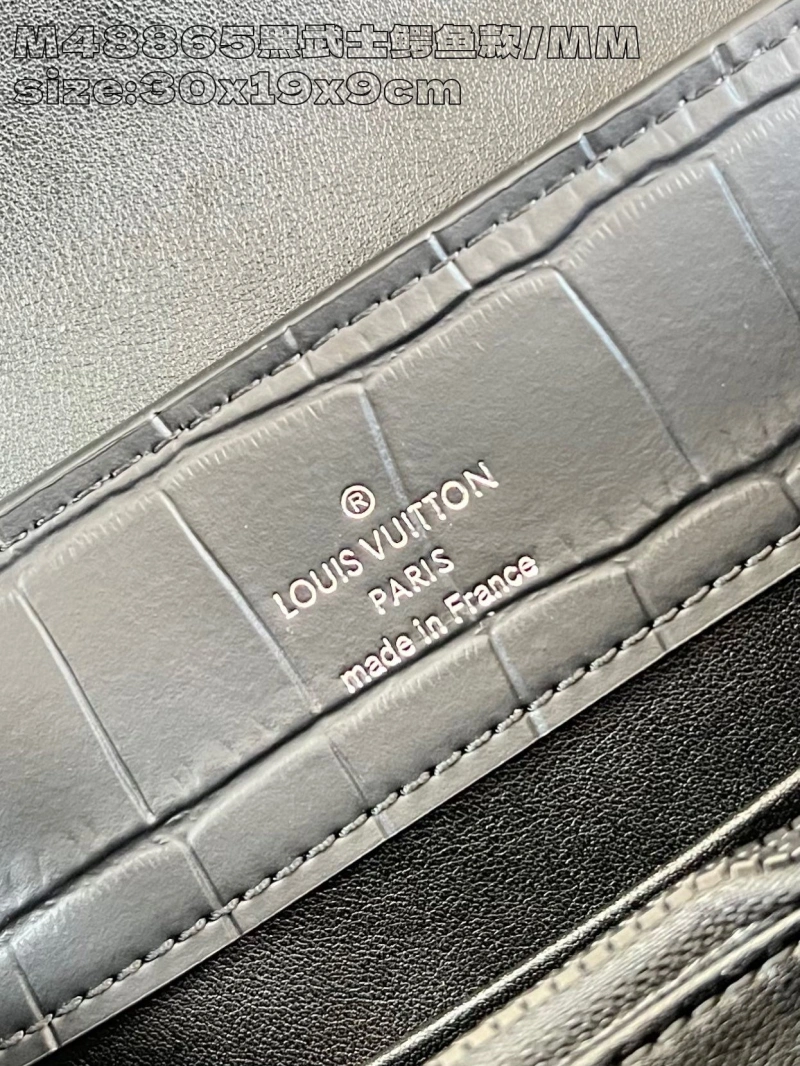 M48865黑武士鳄鱼款/MM
size:30x19x9cm
®
LOUIS VUITTON
PARIS
made in France